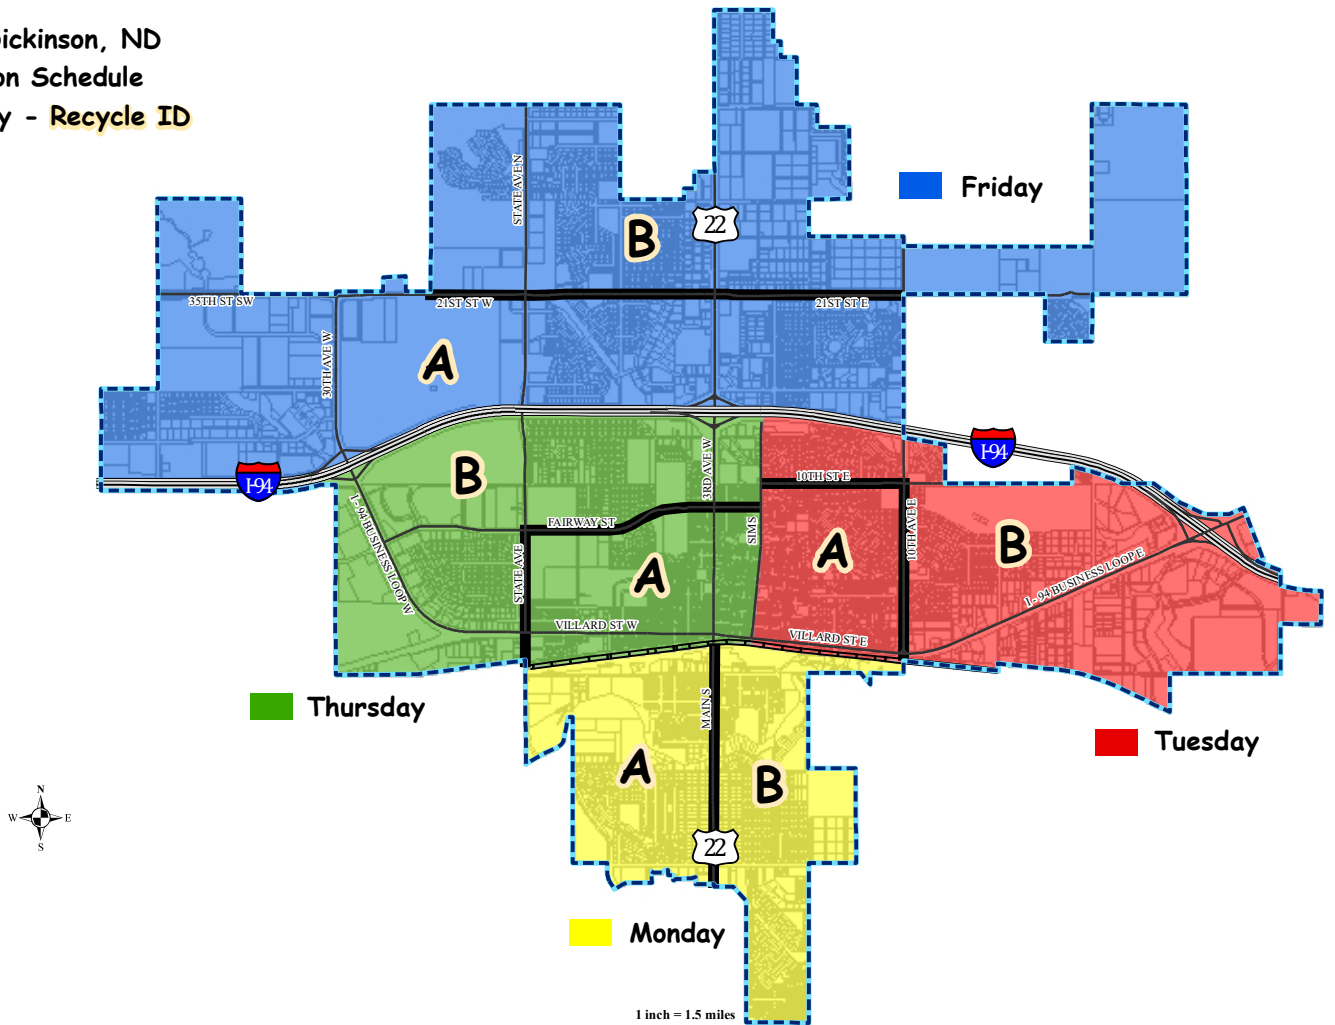 ickinson, ND
on Schedule
y - Recycle ID
Friday
STATE AVE N
B
22
35TH ST SW
21ST ST W
21ST ST E
30TH AVE W
A
I-94
I-94
B
3RD AVE W
10TH ST E
I - 94 BUSINESS LOOP W
FAIRWAY ST
SIMS
10TH AVE E
A
B
STATE AVE
A
I - 94 BUSINESS LOOP E
VILLARD ST W
VILLARD ST E
Thursday
MAIN S
Tuesday
A
B
N
W
E
S
22
Monday
1 inch = 1.5 miles